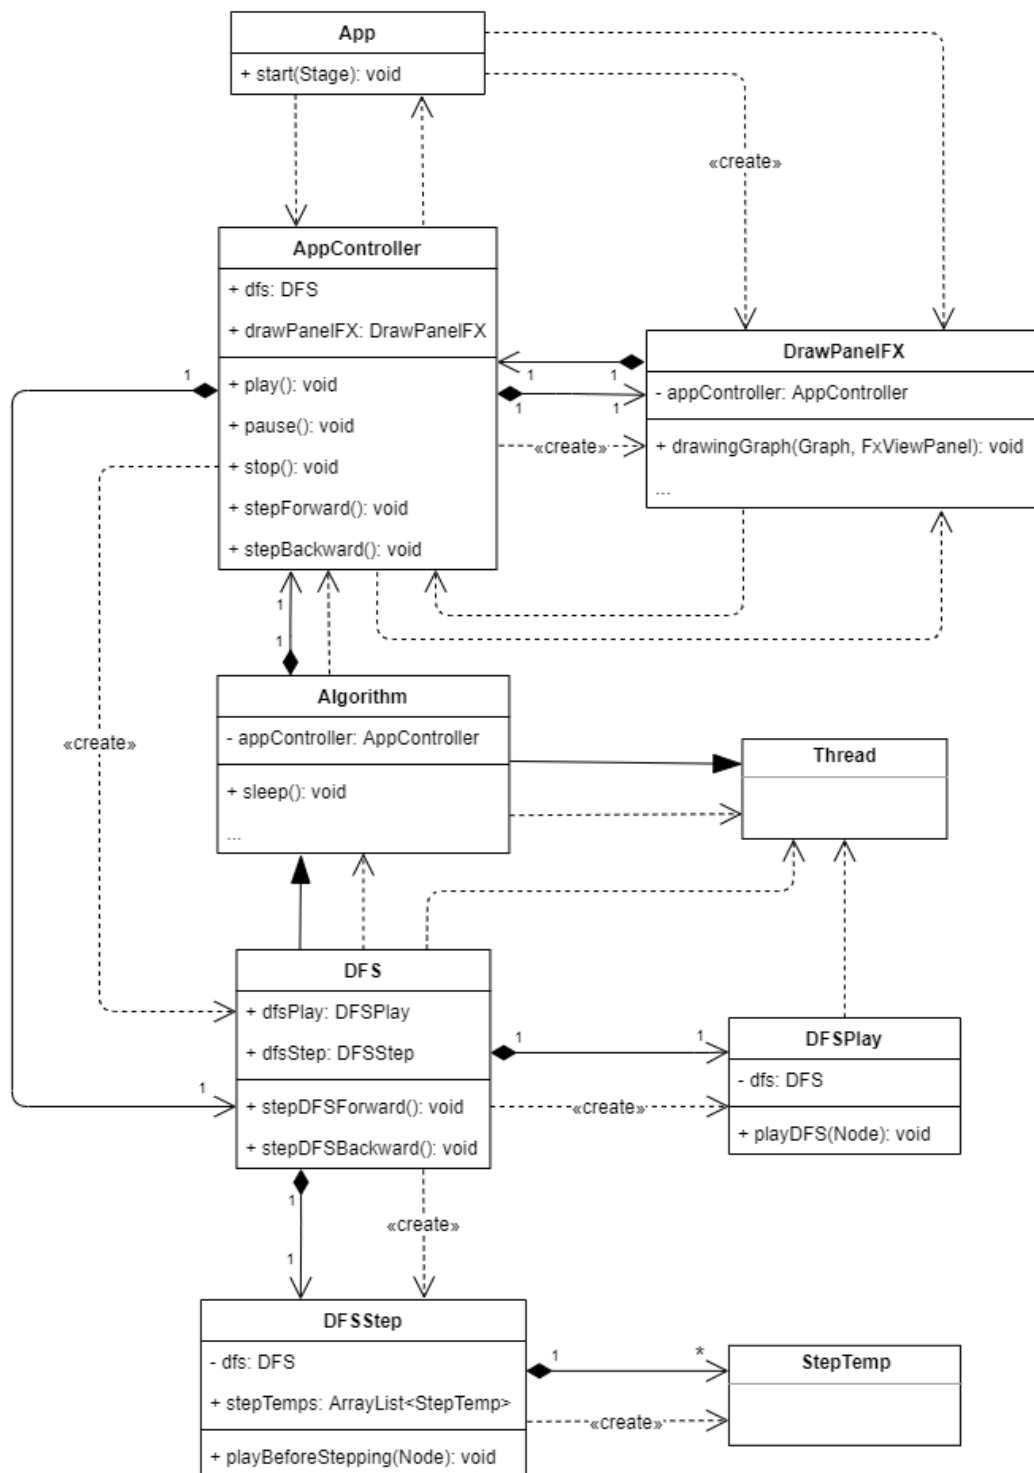 App
+ start(Stage): void
«create»
AppController
+ dfs: DFS
+ drawPanelFX: DrawPanelFX
DrawPanelFX
1
+ play(): void
1
1
- appController: AppController
1
1
+ pause(): void
«create»
+ drawingGraph(Graph, FxViewPanel): void
+ stop(): void
...
+ stepForward(): void
+ stepBackward(): void
1
1
Algorithm
- appController: AppController
«create»
Thread
+ sleep(): void
...
DFS
+ dfsPlay: DFSPlay
1
1
DFSPlay
+ dfsStep: DFSStep
- dfs: DFS
1
+ stepDFSForward(): void
«create»
+ playDFS(Node): void
+ stepDFSBackward(): void
1
«create»
1
DFSStep
- dfs: DFS
1
*
StepTemp
+ stepTemps: ArrayList<StepTemp>
«create»
+ playBeforeStepping(Node): void